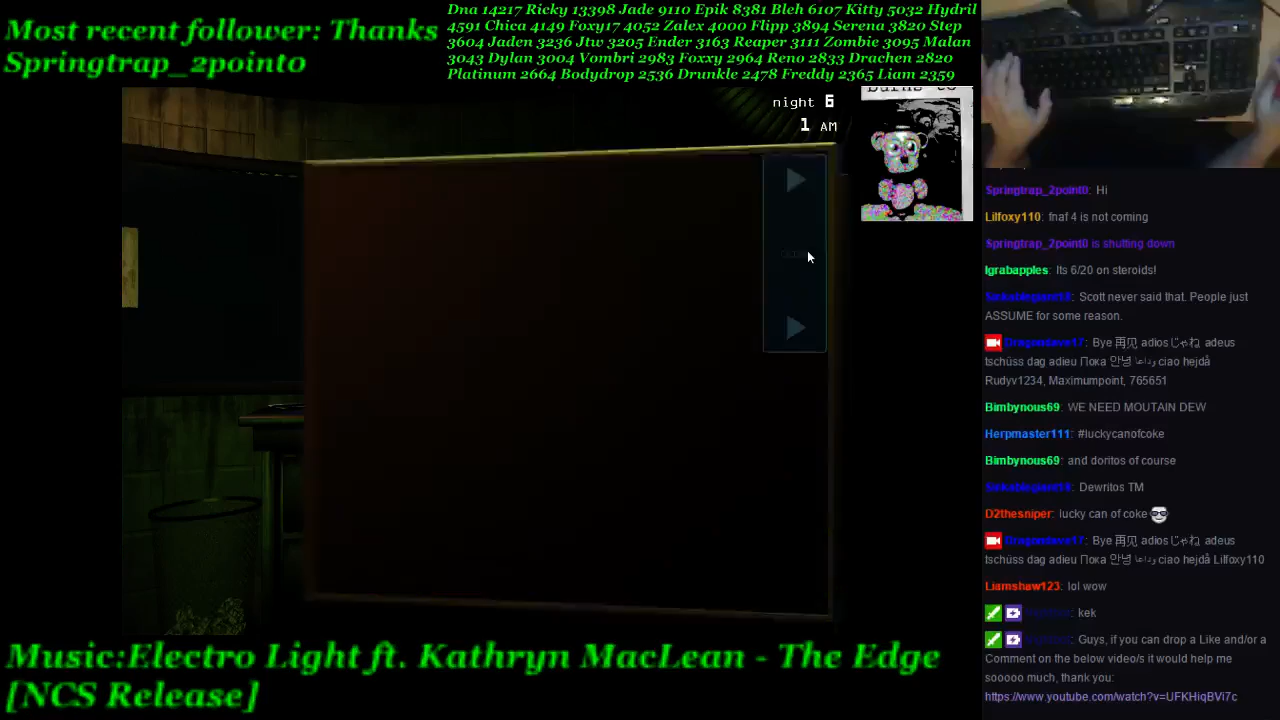 Most recent follower: Thanks
Springtrap_2point0
Dna 14217 Ricky 13398 Jade 9110 Epik 8381 Bleh 6107 Kitty 5032 Hydril
4591 Chica 4149 Foxy17 4052 Zalex 4000 Flipp 3894 Serena 3820 Step
3604 Jaden 3236 Jtw 3205 Ender 3163 Reaper 3111 Zombie 3095 Malan
3043 Dylan 3004 Vombri 2983 Foxxy 2964 Reno 2833 Drachen 2820
Platinum 2664 Bodydrop 2536 Drunkle 2478 Freddy 2365 Liam 2359
night 6
1 AM
Springtrap_2point0: Hi
Lilfoxy110: fnaf 4 is not coming
Springtrap_2point0 is shutting down
Igrabapples: Its 6/20 on steroids!
Scott never said that. People just
ASSUME for some reason.
Dragondave17: Bye 再见 adios じゃね adeus
tschüss dag adieu Пока 안녕 وداعا ciao hejdå
Rudyv1234, Maximumpoint, 765651
Bimbynous69: WE NEED MOUTAIN DEW
Herpmaster111: #luckycanofcoke
Bimbynous69: and doritos of course
Dewritos TM
D2thesniper: lucky can of coke
Dragondave17: Bye 再见 adios じゃね adeus
tschüss dag adieu Пока 안녕 وداعا ciao hejdå Lilfoxy110
Liamshaw123: lol wow
: kek
: Guys, if you can drop a Like and/or a
Comment on the below video/s it would help me
sooooo much, thank you:
https://www.youtube.com/watch?v=UFKHiqBVi7c
Music:Electro Light ft. Kathryn MacLean - The Edge
[NCS Release]